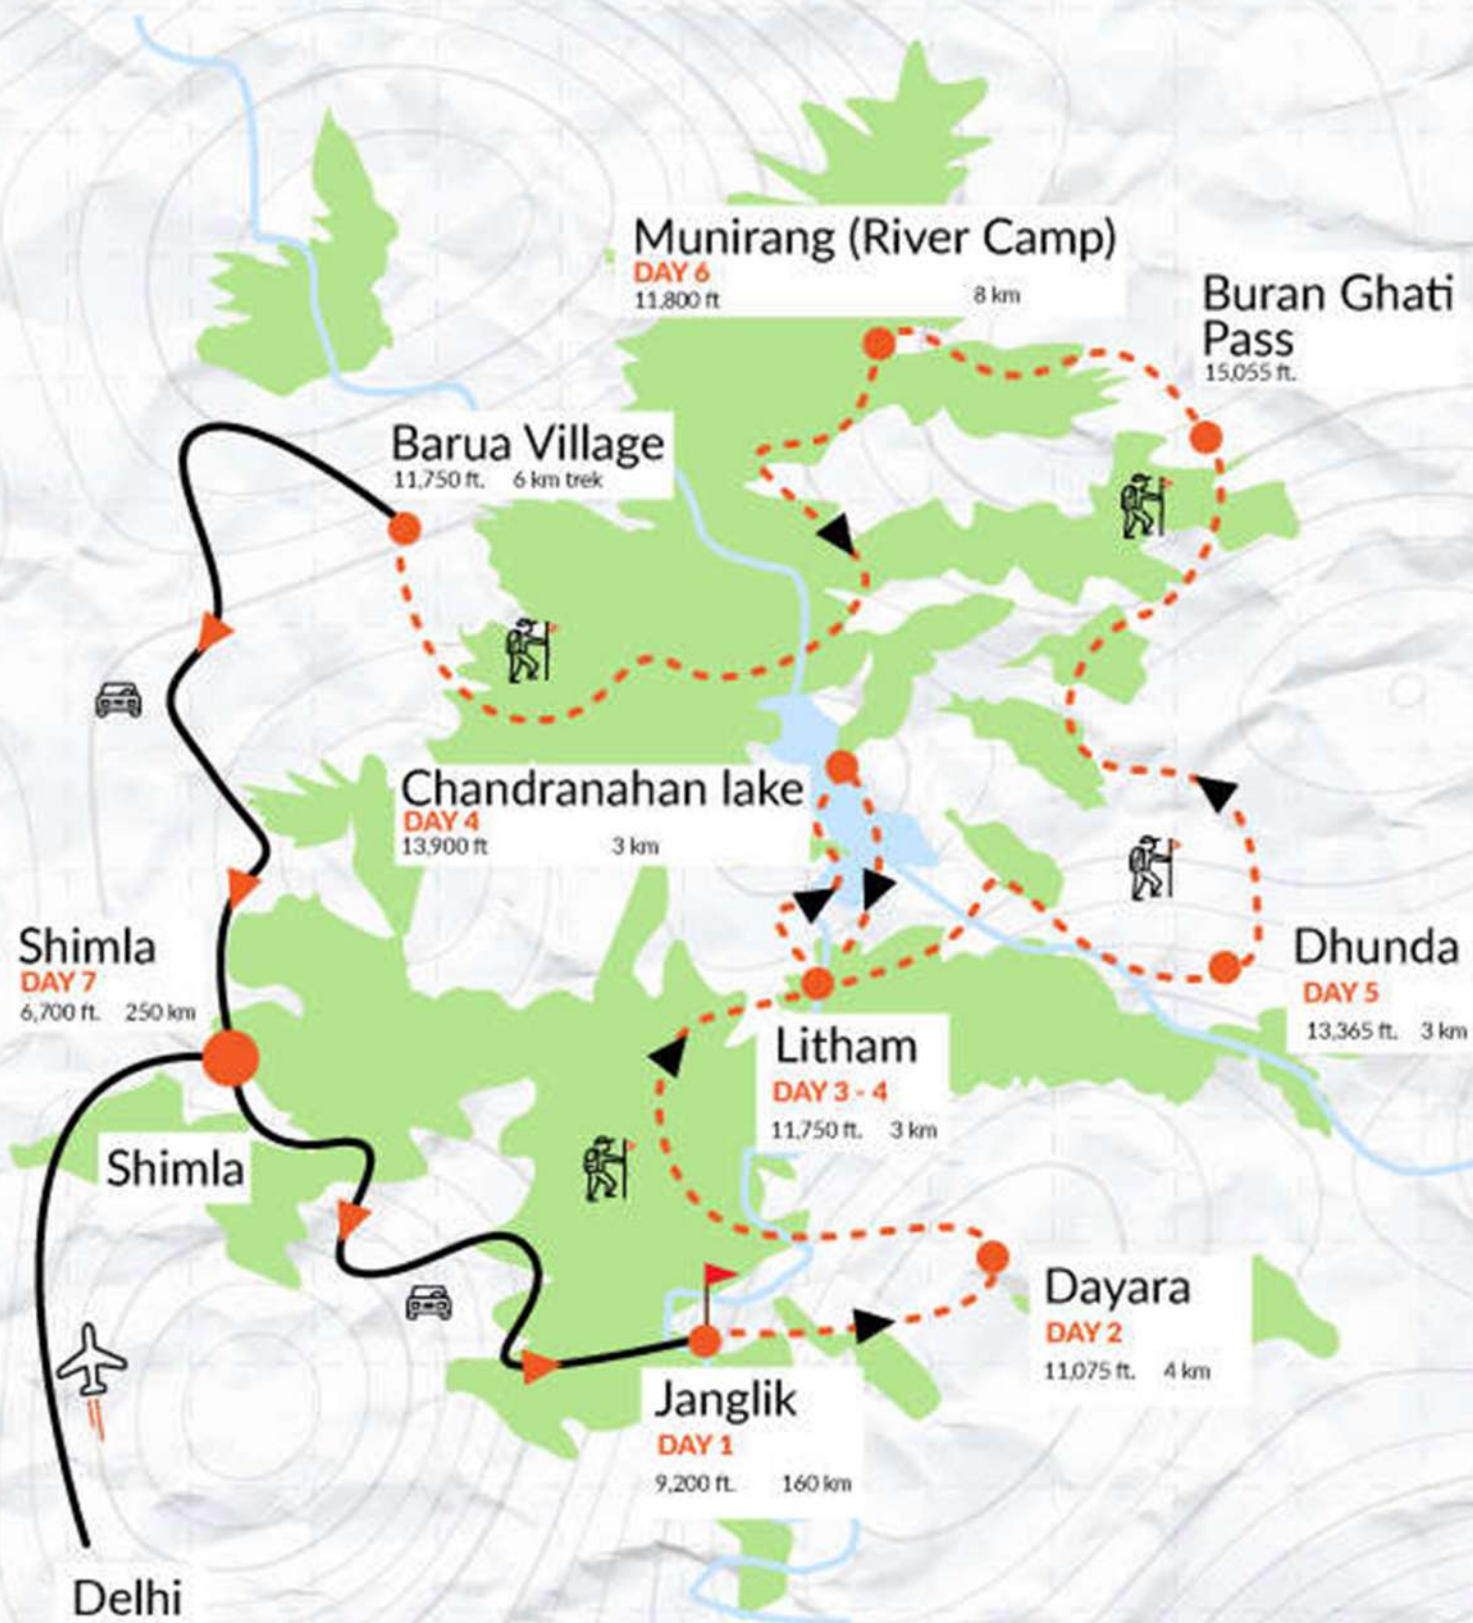 Munirang (River Camp)
DAY 6
11,800 ft 8 km
Buran Ghati
Pass
15,055 ft.
Barua Village
11,750 ft. 6 km trek
Chandranahan lake
DAY 4
13,900 ft 3 km
Shimla
DAY 7
6,700 ft. 250 km
Dhunda
DAY 5
13,365 ft. 3 km
Litham
DAY 3 - 4
11,750 ft. 3 km
Shimla
Dayara
DAY 2
11,075 ft. 4 km
Janglik
DAY 1
9,200 ft. 160 km
Delhi